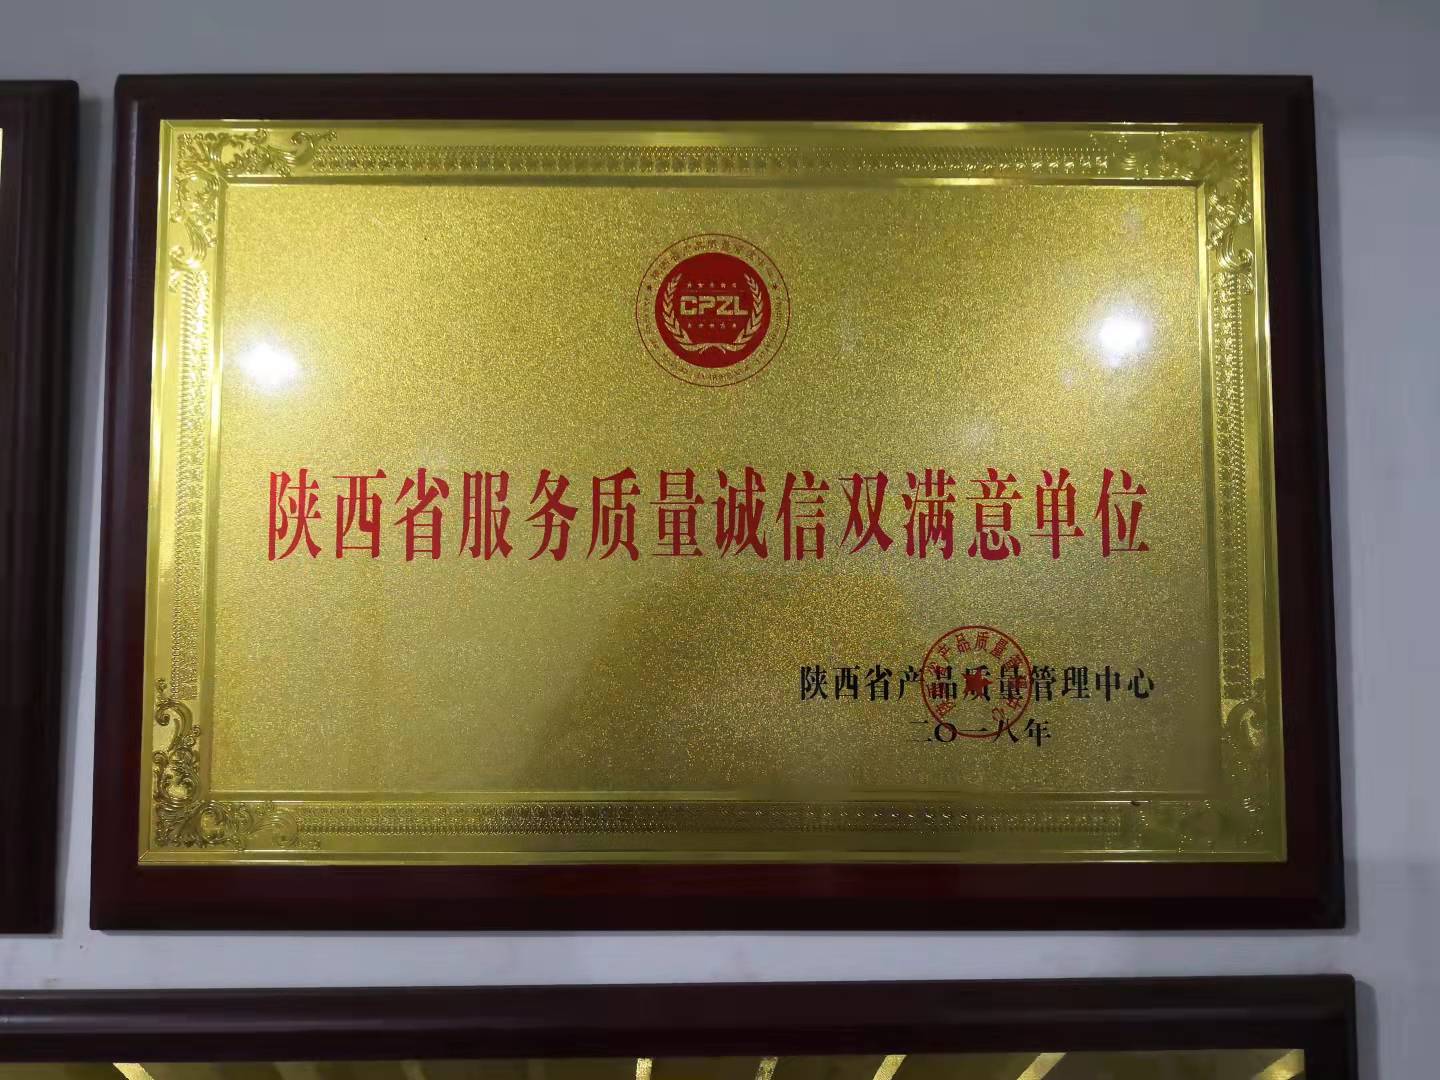 CPZL
陕西省服务质量诚信双满意单位
陕西省产品质量管理中心
二〇一八年